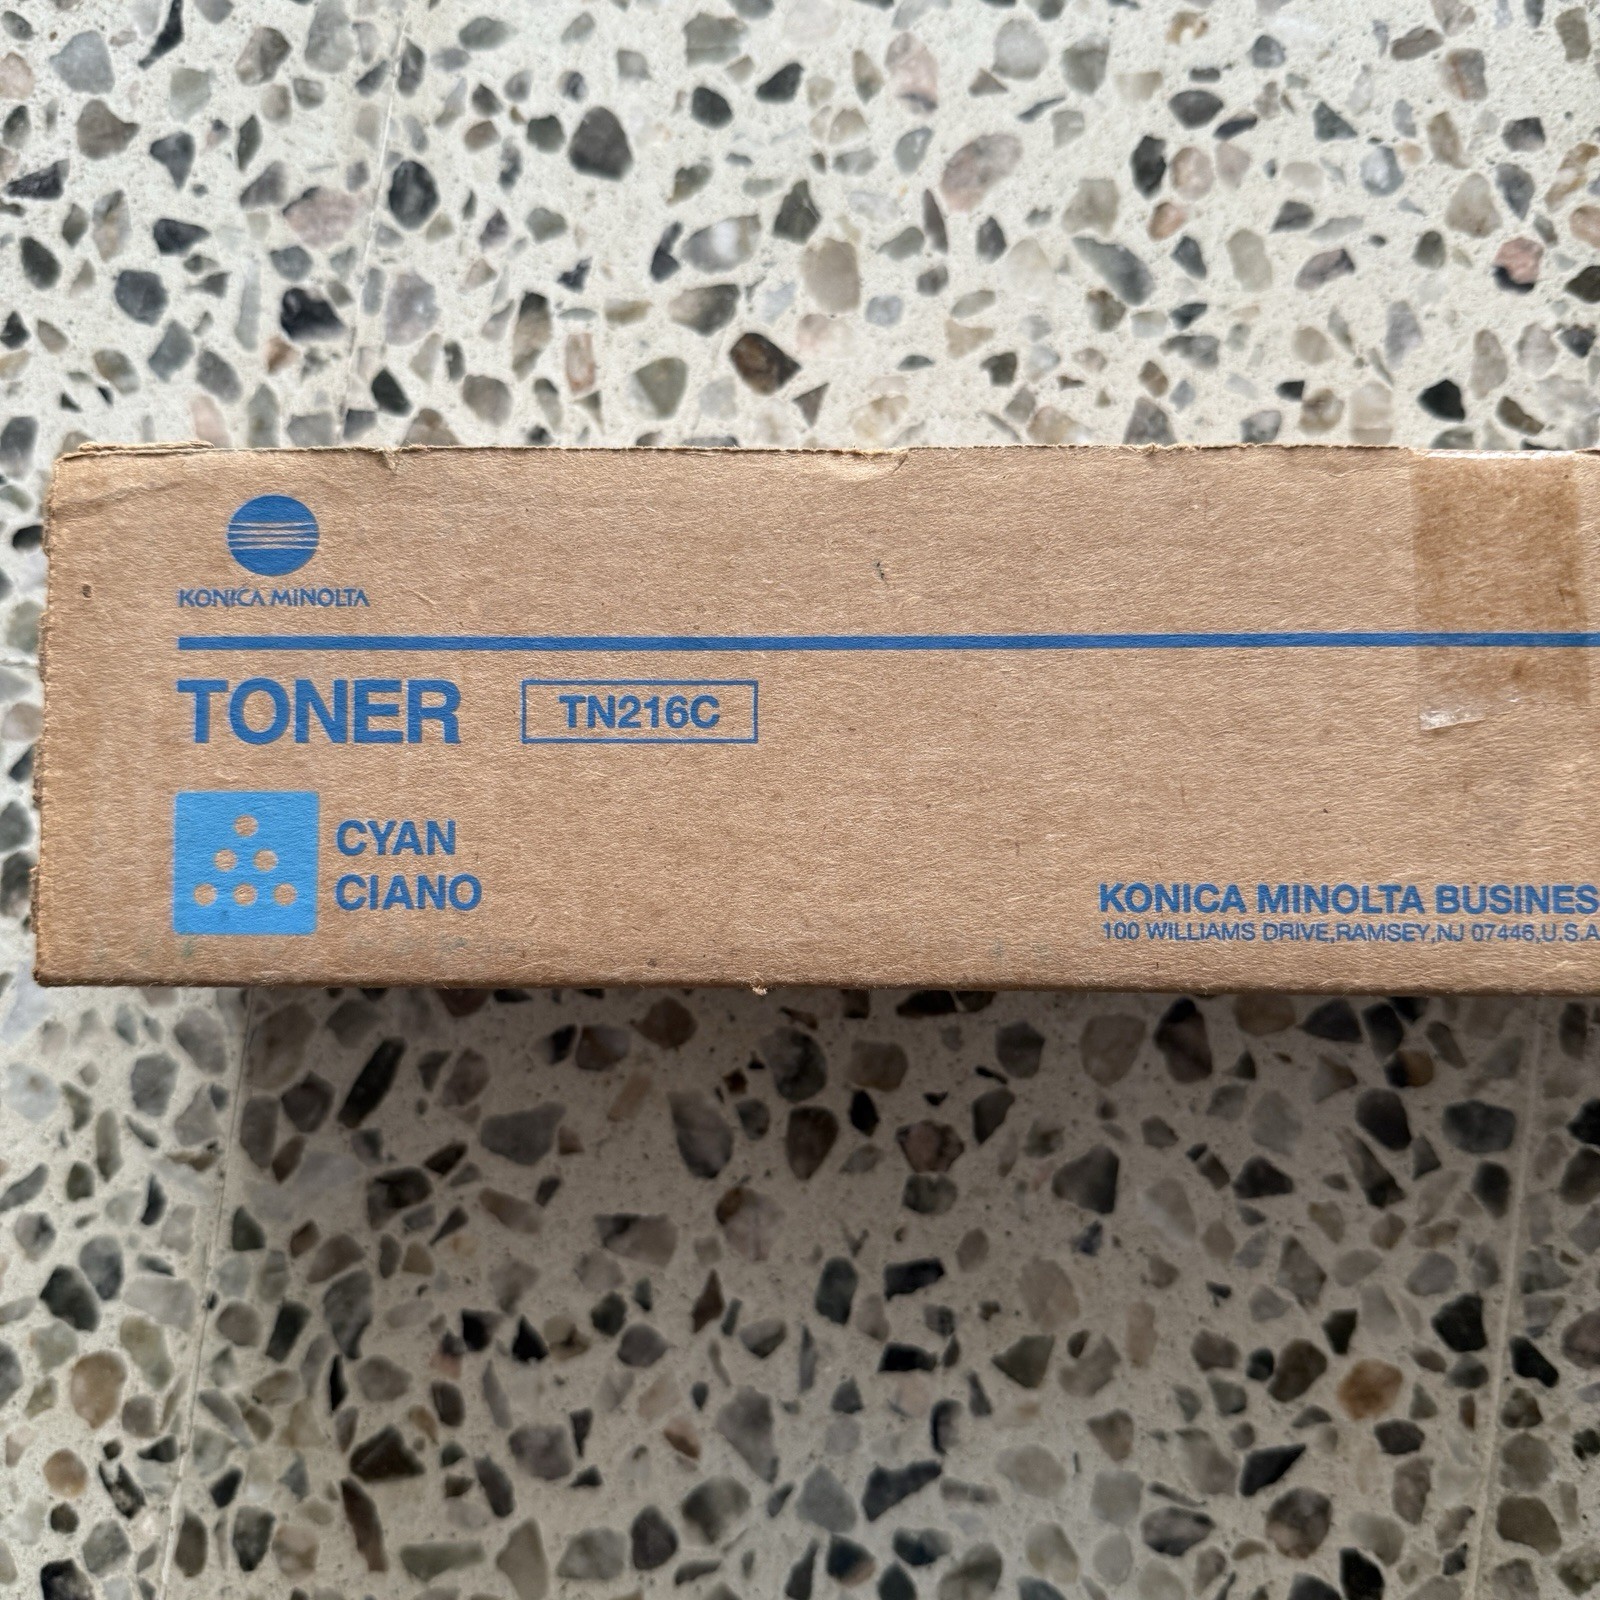 KONICA MINOLTA
TONER TN216C
CYAN
CIANO
KONICA MINOLTA BUSINES
100 WILLIAMS DRIVE,RAMSEY,NJ 07446,U.S.A